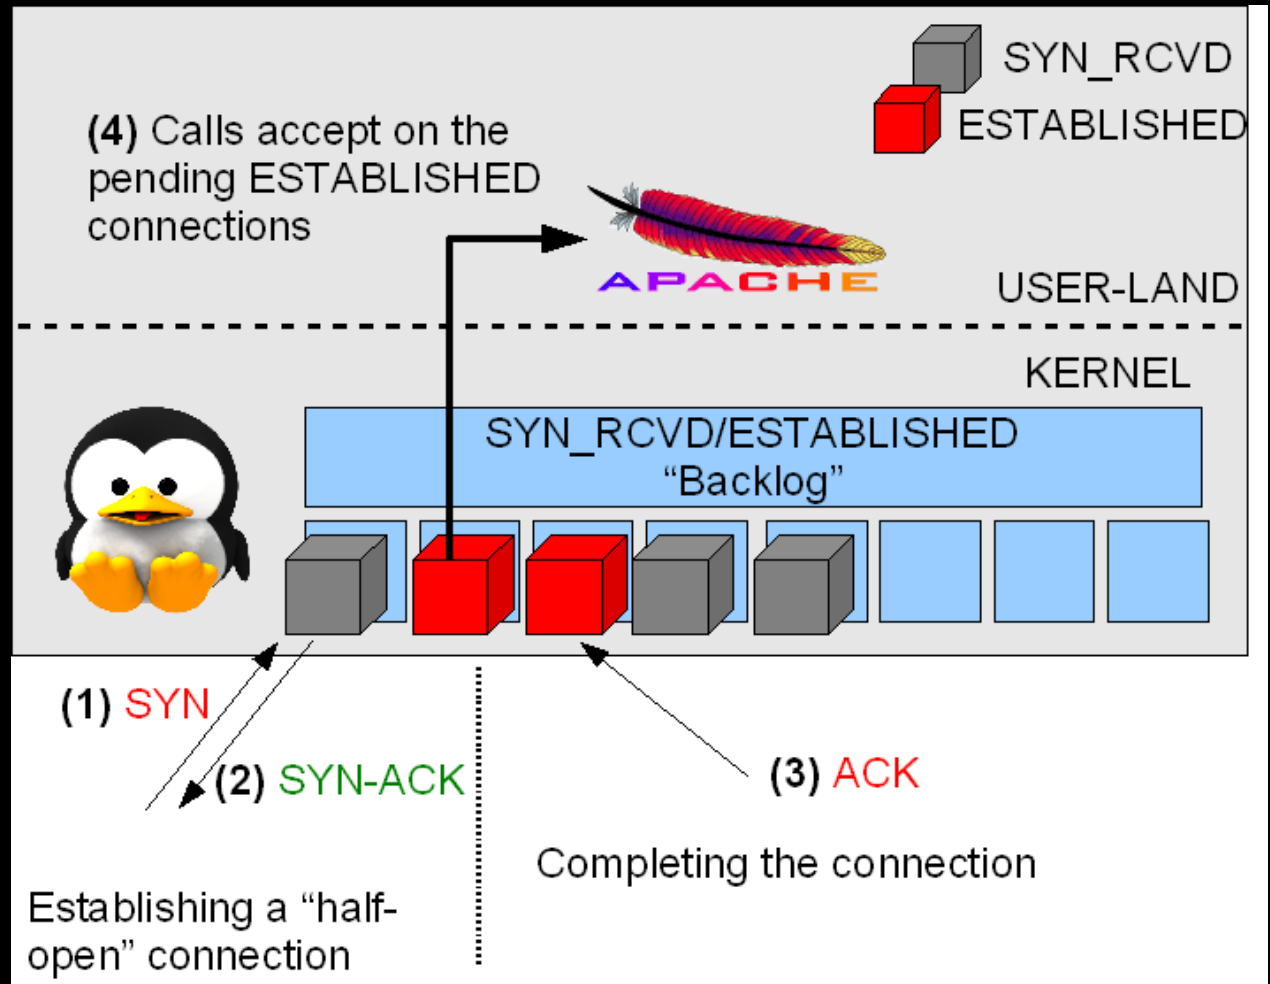 SYN_RCVD
ESTABLISHED
(4) Calls accept on the
pending ESTABLISHED
connections
APACHE
USER-LAND
KERNEL
SYN_RCVD/ESTABLISHED
“Backlog”
(1) SYN
(2) SYN-ACK
(3) ACK
Completing the connection
Establishing a “half-
open” connection